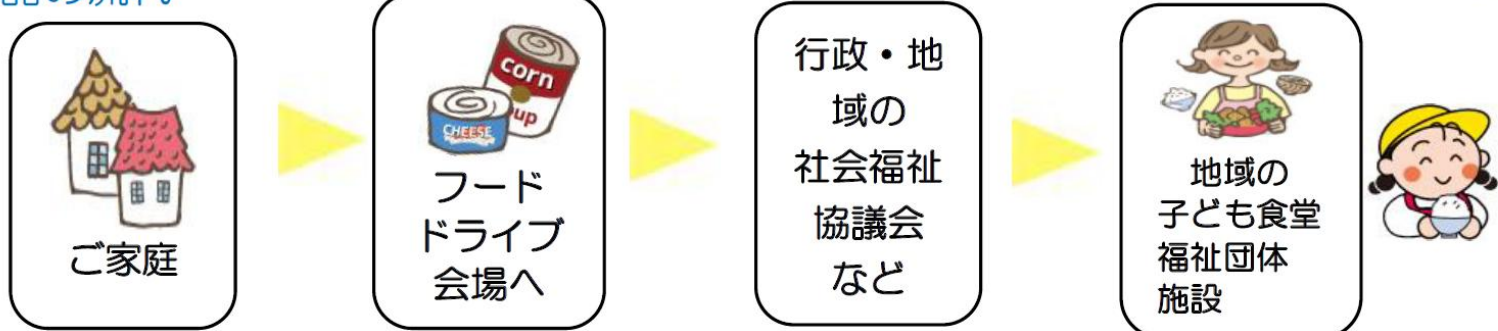 ご家庭
corn
up
CHEESE
フード
ドライブ
会場へ
行政・地
域の
社会福祉
協議会
など
地域の
子ども食堂
福祉団体
施設